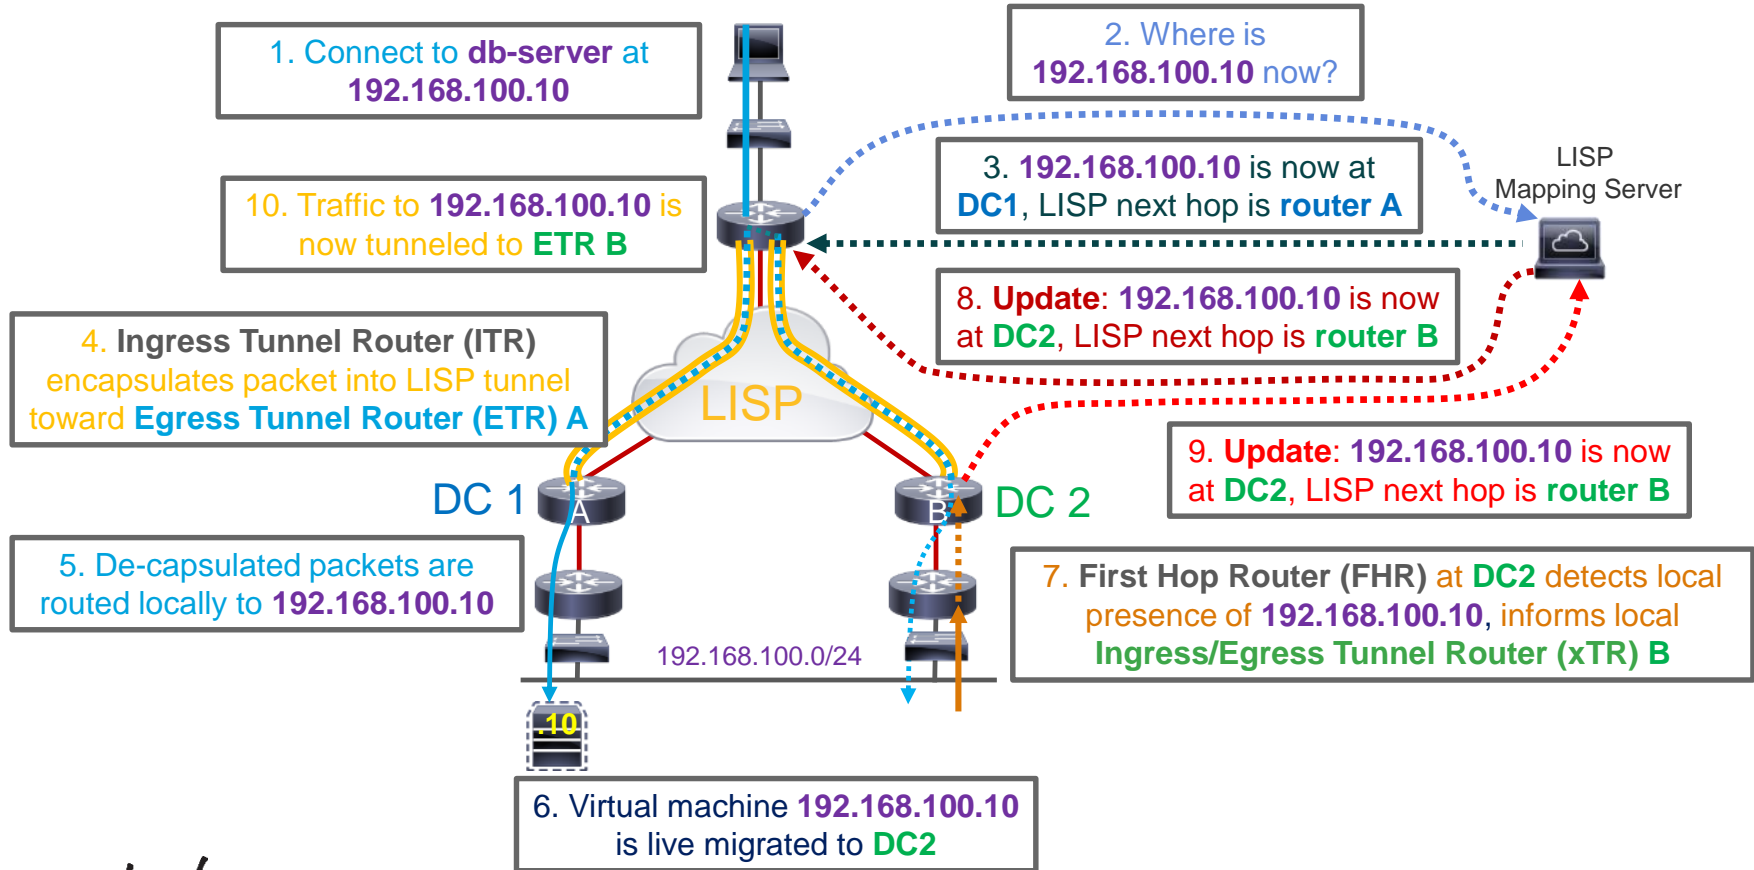 1. Connect to db-server at
192.168.100.10
2. Where is
192.168.100.10 now?
3. 192.168.100.10 is now at
DC1, LISP next hop is router A
LISP
Mapping Server
10. Traffic to 192.168.100.10 is
now tunneled to ETR B
8. Update: 192.168.100.10 is now
at DC2, LISP next hop is router B
4. Ingress Tunnel Router (ITR)
encapsulates packet into LISP tunnel
toward Egress Tunnel Router (ETR) A
LISP
9. Update: 192.168.100.10 is now
at DC2, LISP next hop is router B
DC 1
A
B
DC 2
5. De-capsulated packets are
routed locally to 192.168.100.10
7. First Hop Router (FHR) at DC2 detects local
presence of 192.168.100.10, informs local
Ingress/Egress Tunnel Router (xTR) B
192.168.100.0/24
.10
6. Virtual machine 192.168.100.10
is live migrated to DC2